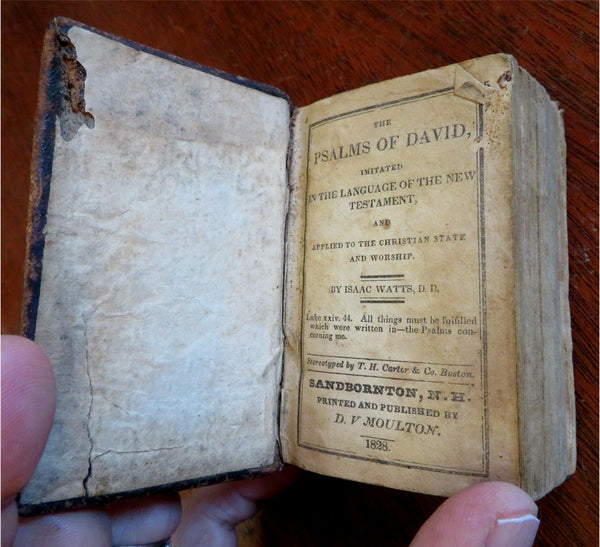 THE
PSALMS OF DAVID,
IMITATED
IN THE LANGUAGE OF THE NEW
TESTAMENT,
AND
APPLIED TO THE CHRISTIAN STATE
AND WORSHIP.
BY ISAAC WATTS, D. D.
Luke xxiv. 44. All things must be fulfilled
which were written in—the Psalms con-
cerning me.
Stereotyped by T. H. Carter & Co. Boston.
SANDBORNTON, N. H.
PRINTED AND PUBLISHED BY
D. V MOULTON.
1828.